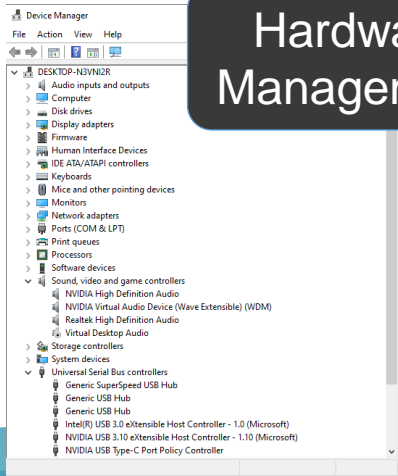 Device Manager
File Action View Help
DESKTOP-N3VNI2R
Audio inputs and outputs
Computer
Disk drives
Display adapters
Firmware
Human Interface Devices
IDE ATA/ATAPI controllers
Keyboards
Mice and other pointing devices
Monitors
Network adapters
Ports (COM & LPT)
Print queues
Processors
Software devices
Sound, video and game controllers
NVIDIA High Definition Audio
NVIDIA Virtual Audio Device (Wave Extensible) (WDM)
Realtek High Definition Audio
Virtual Desktop Audio
Storage controllers
System devices
Universal Serial Bus controllers
Generic SuperSpeed USB Hub
Generic USB Hub
Generic USB Hub
Intel(R) USB 3.0 eXtensible Host Controller - 1.0 (Microsoft)
NVIDIA USB 3.10 eXtensible Host Controller - 1.10 (Microsoft)
NVIDIA USB Type-C Port Policy Controller